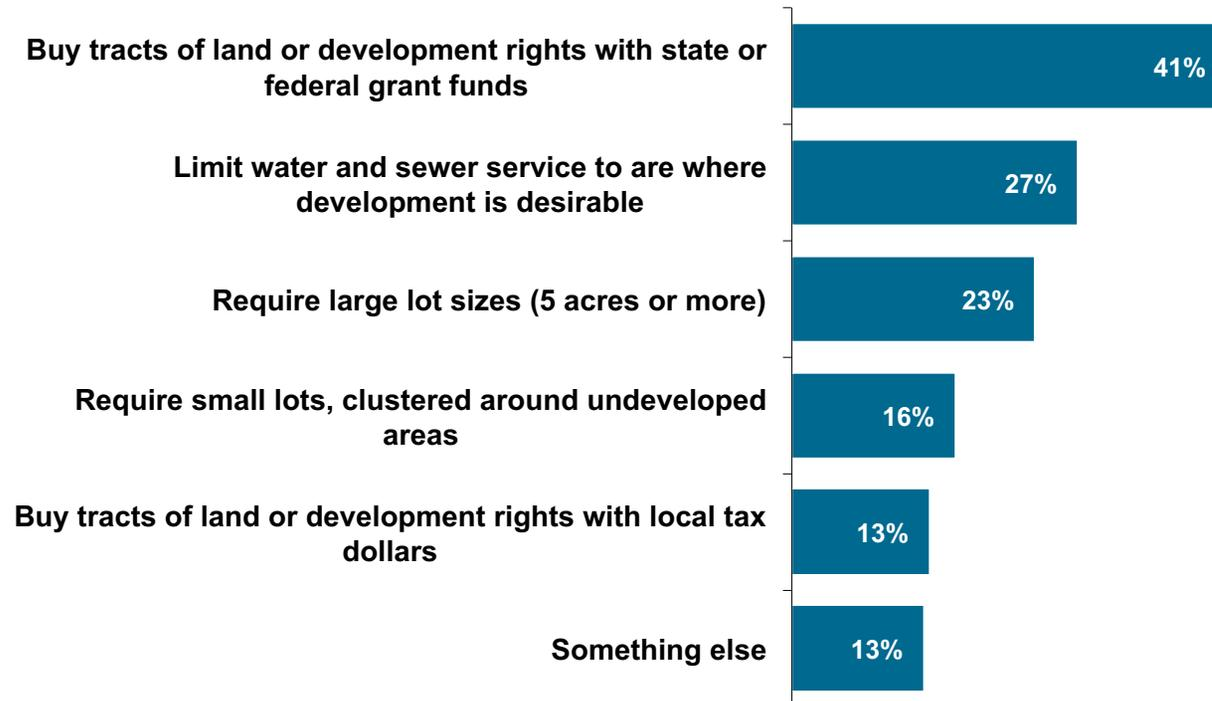 Buy tracts of land or development rights with state or
federal grant funds
41%
Limit water and sewer service to are where
development is desirable
27%
Require large lot sizes (5 acres or more)
23%
Require small lots, clustered around undeveloped
areas
16%
Buy tracts of land or development rights with local tax
dollars
13%
Something else
13%